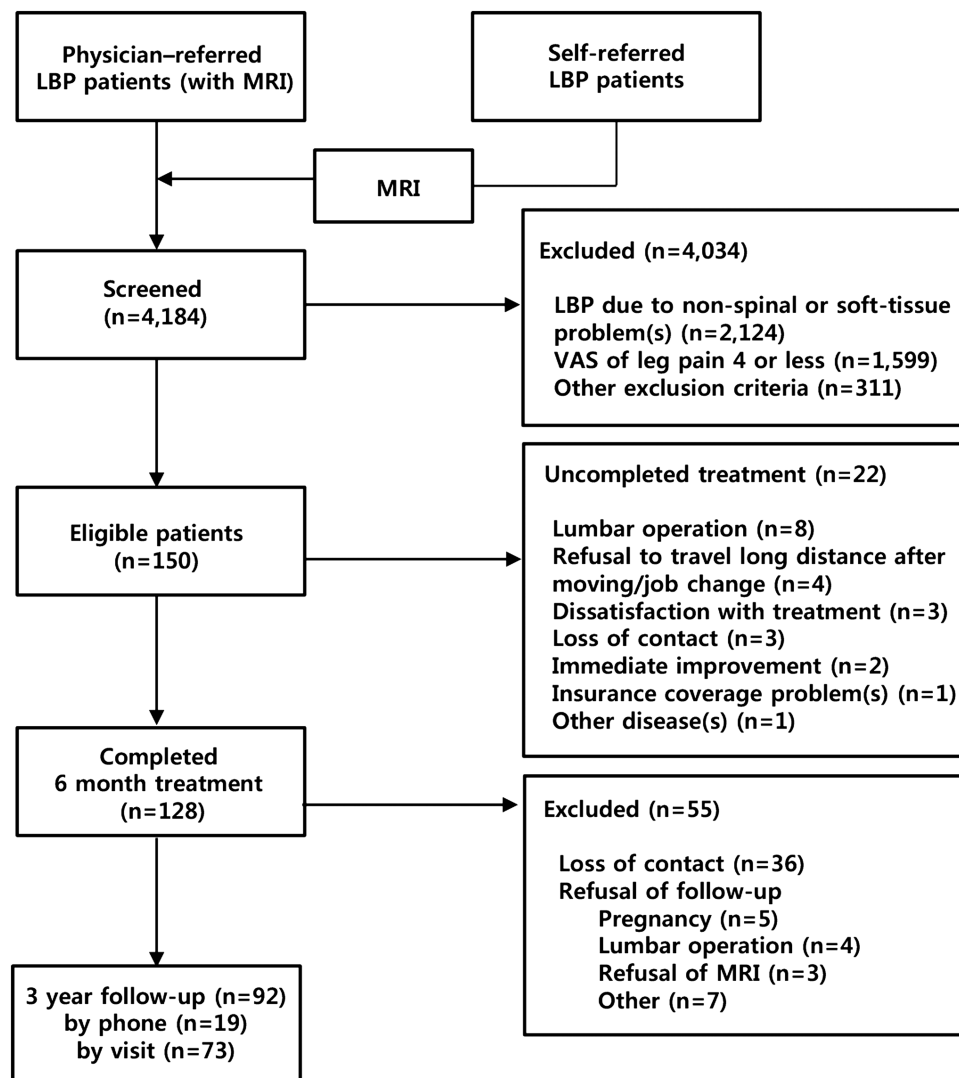 Physician–referred
LBP patients (with MRI)
Self-referred
LBP patients
MRI
Screened
(n=4,184)
Excluded (n=4,034)
LBP due to non-spinal or soft-tissue
problem(s) (n=2,124)
VAS of leg pain 4 or less (n=1,599)
Other exclusion criteria (n=311)
Eligible patients
(n=150)
Uncompleted treatment (n=22)
Lumbar operation (n=8)
Refusal to travel long distance after
moving/job change (n=4)
Dissatisfaction with treatment (n=3)
Loss of contact (n=3)
Immediate improvement (n=2)
Insurance coverage problem(s) (n=1)
Other disease(s) (n=1)
Completed
6 month treatment
(n=128)
Excluded (n=55)
Loss of contact (n=36)
Refusal of follow-up
Pregnancy (n=5)
Lumbar operation (n=4)
Refusal of MRI (n=3)
Other (n=7)
3 year follow-up (n=92)
by phone (n=19)
by visit (n=73)